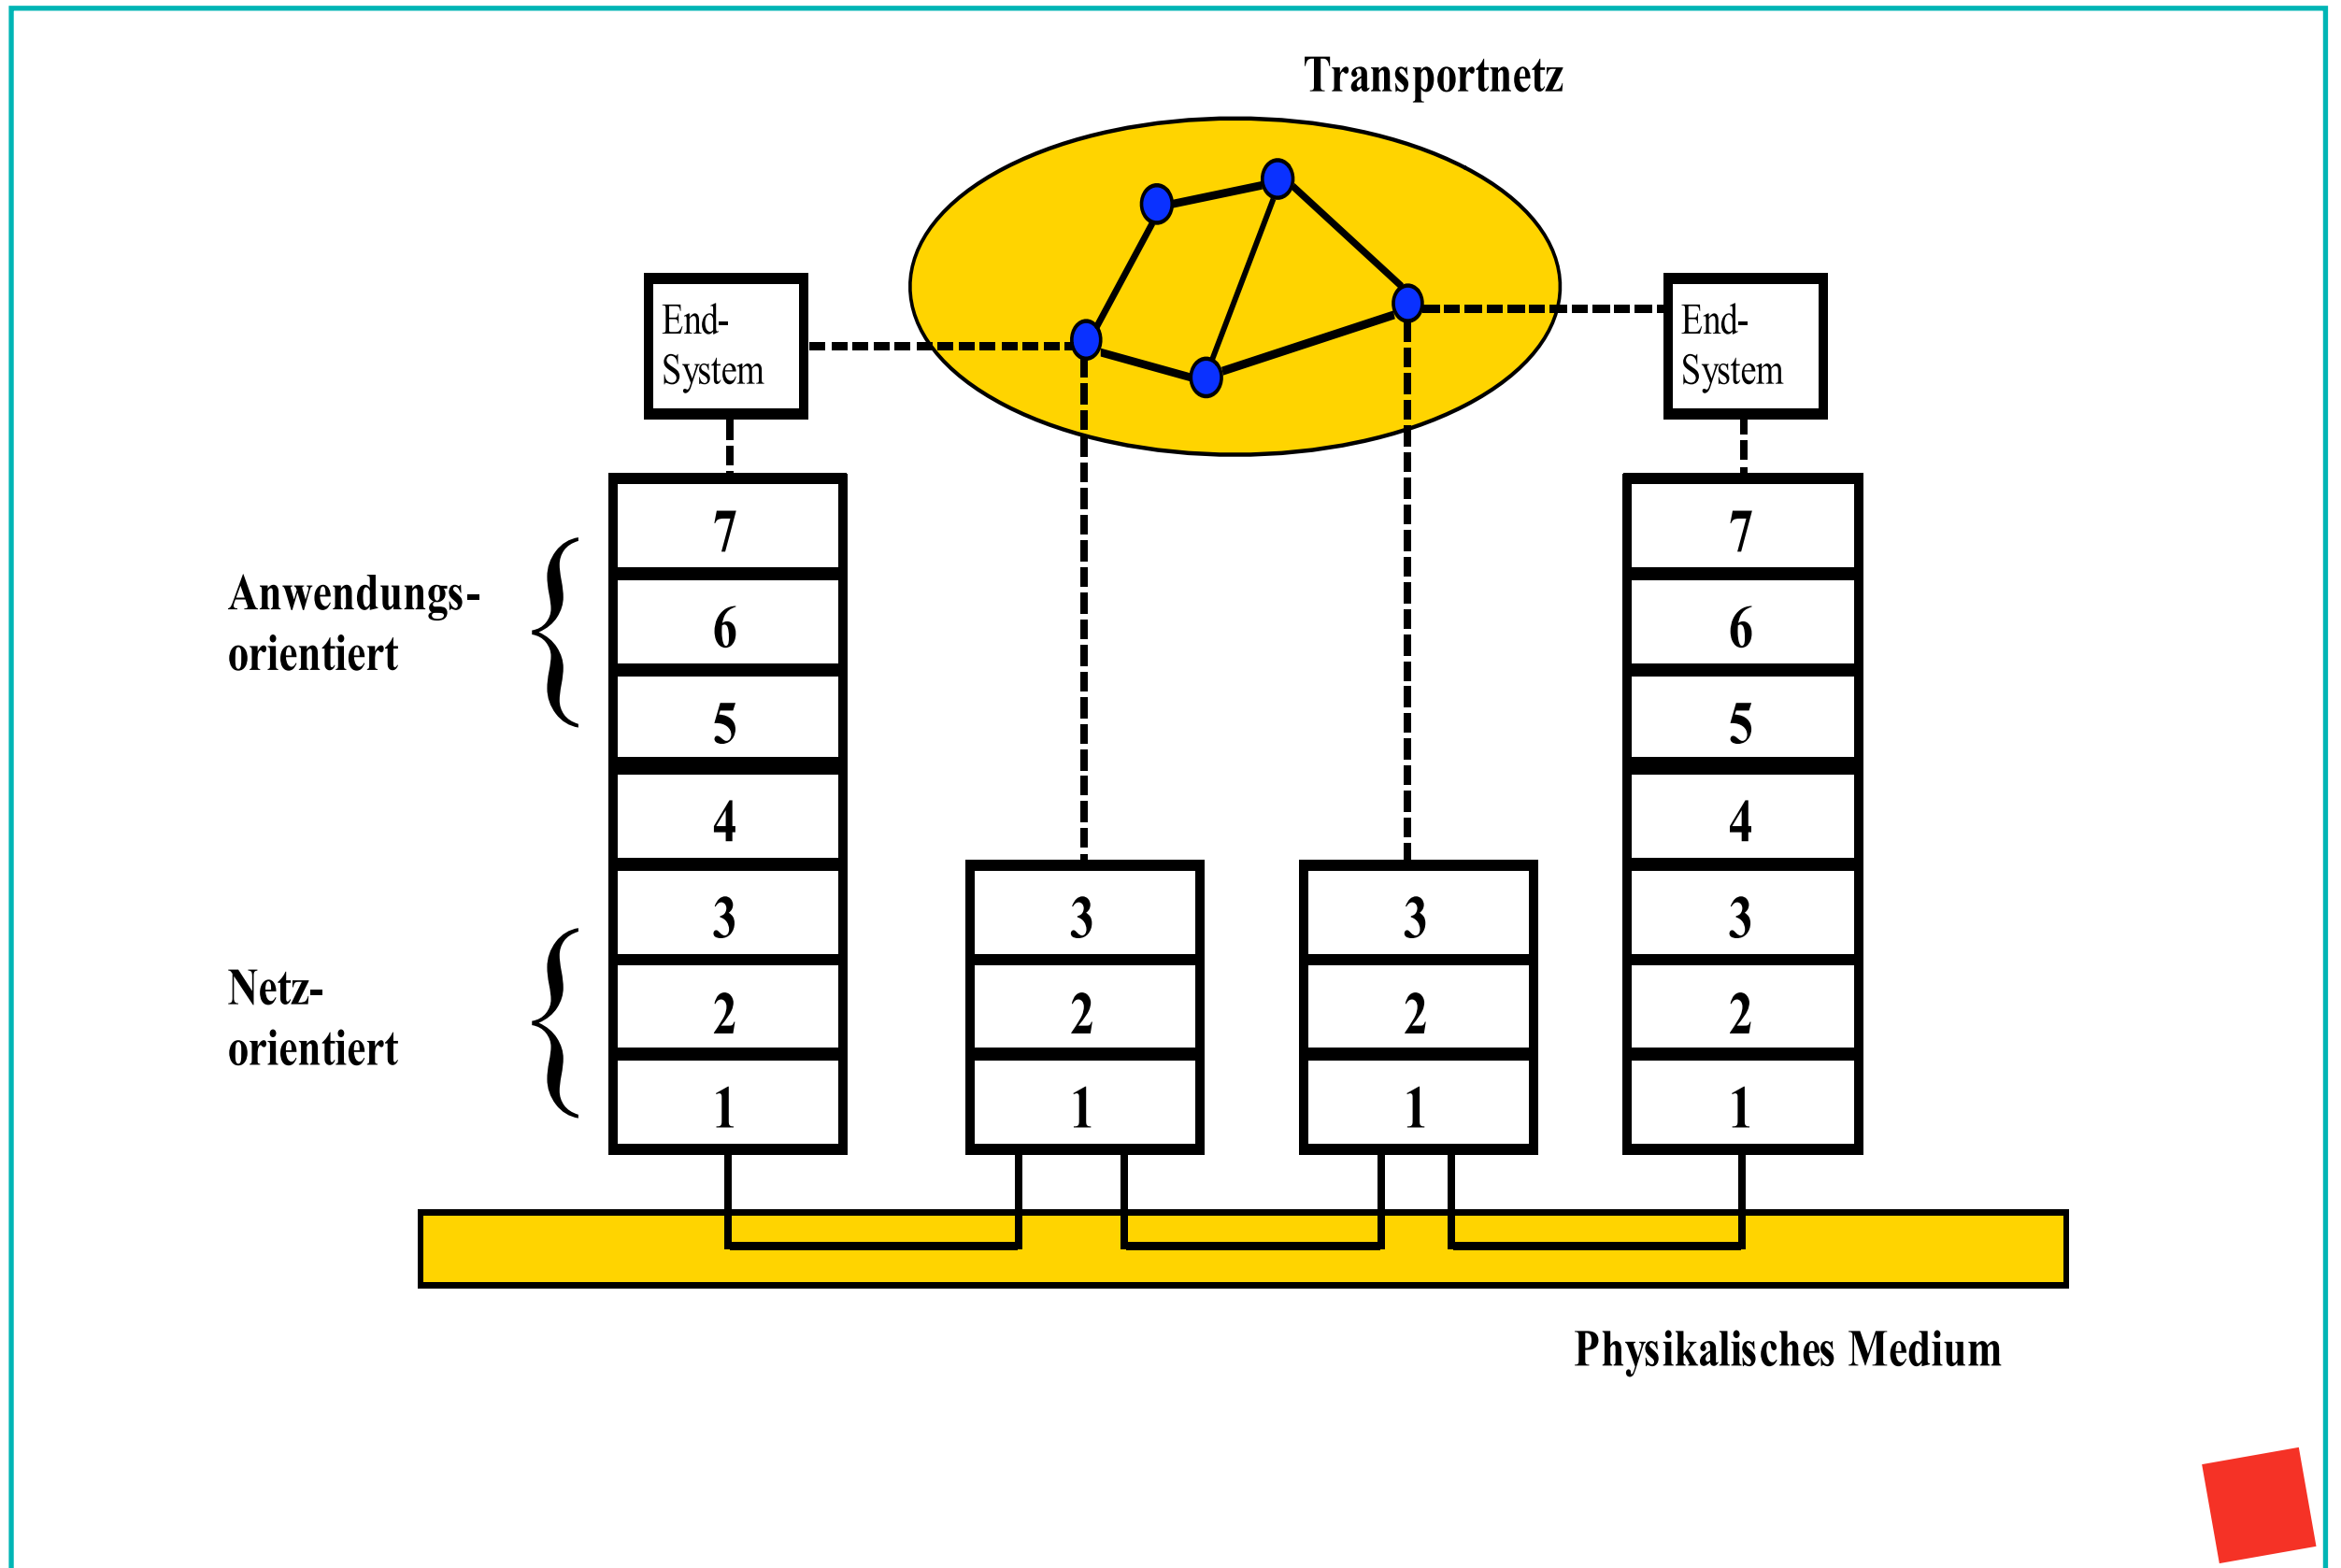 Transportnetz
End-
System
End-
System
Anwendungs-
orientiert
Netz-
orientiert
7
6
5
4
3
2
1
3
2
1
3
2
1
7
6
5
4
3
2
1
Physikalisches Medium